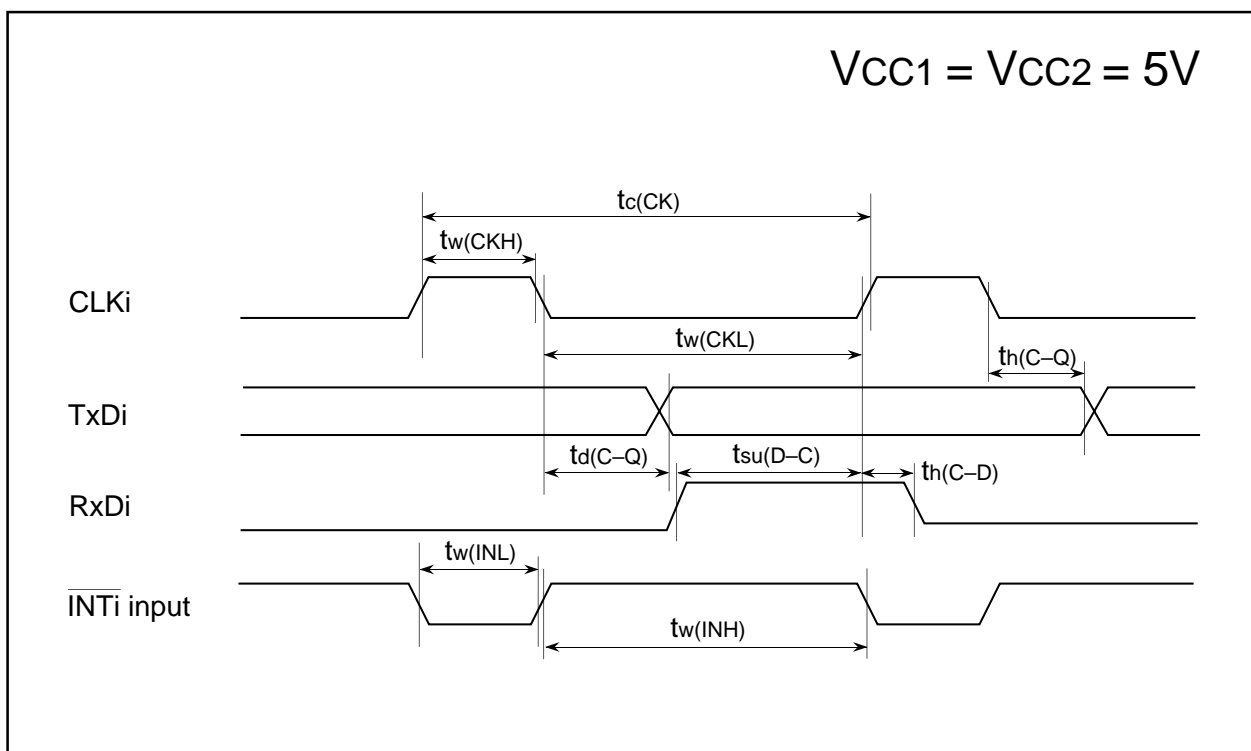 VCC1 = VCC2 = 5V
tc(CK)
tw(CKH)
CLKi
tw(CKL)
th(C–Q)
TxDi
td(C–Q)
tsu(D–C)
th(C–D)
RxDi
tw(INL)
INTi input
tw(INH)